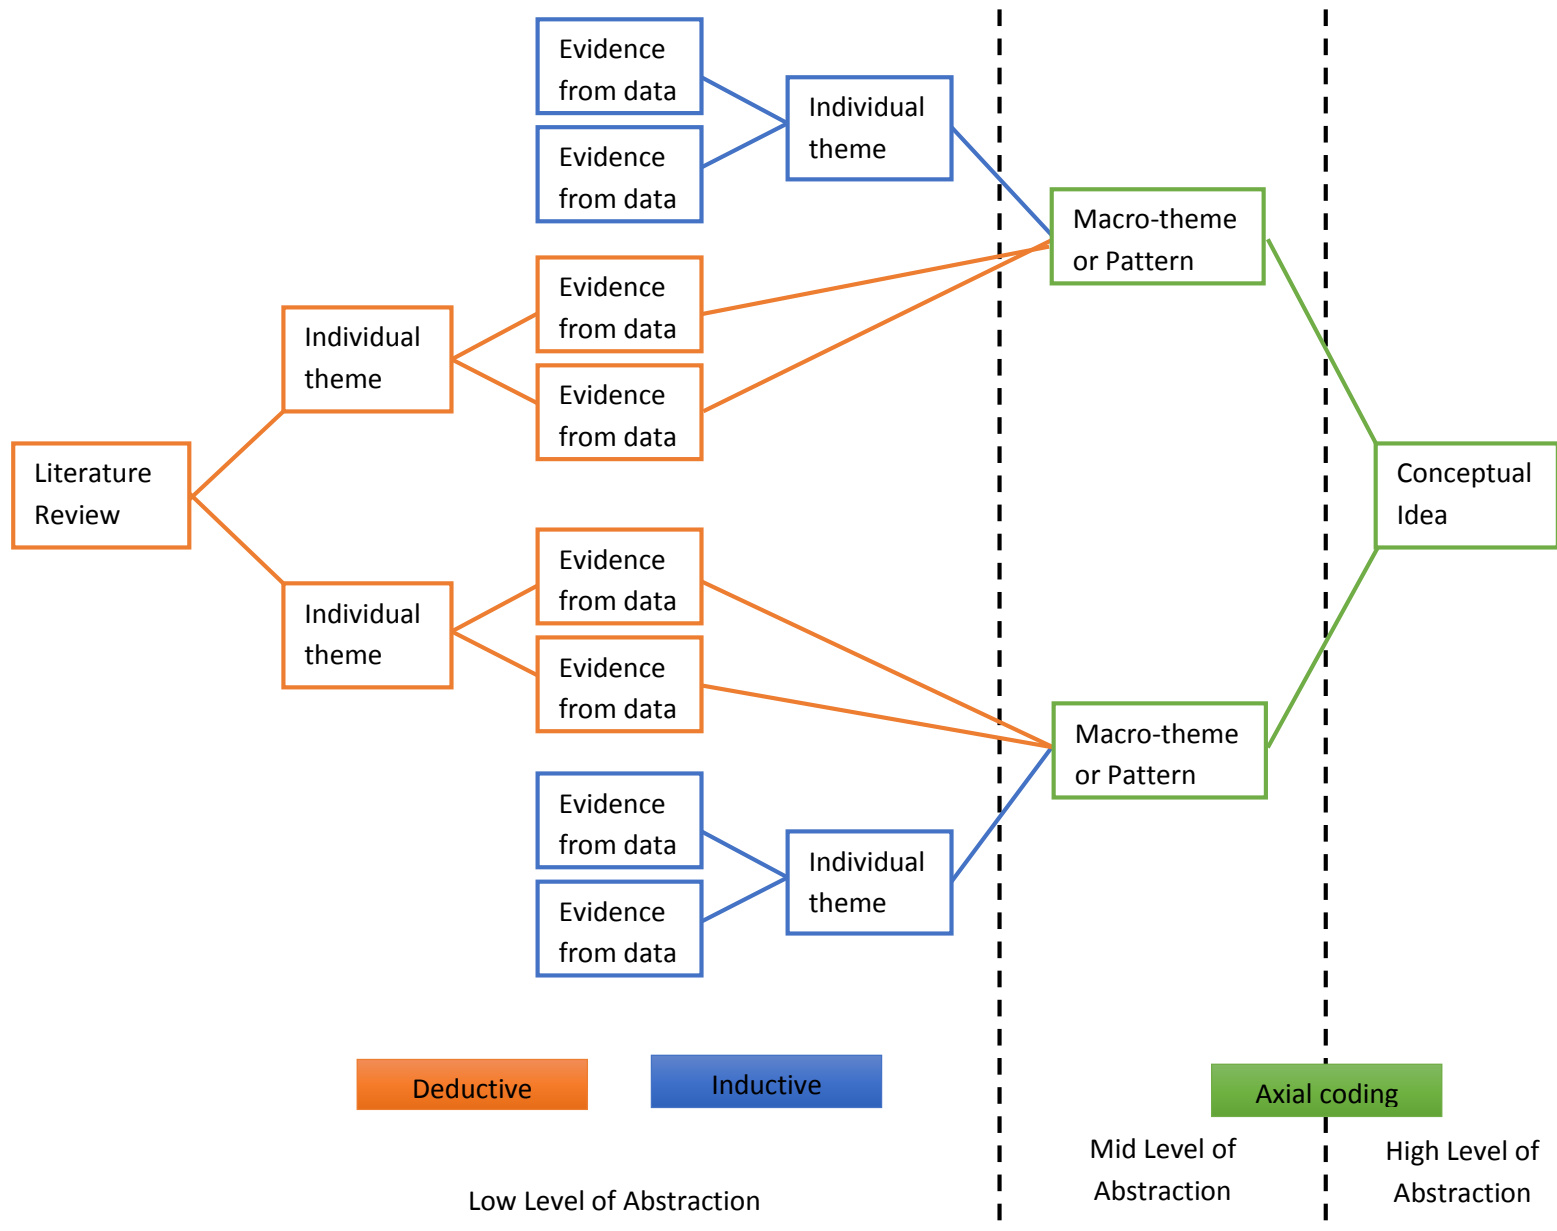 Evidence
from data
Evidence
from data
Individual
theme
Macro-theme
or Pattern
Evidence
from data
Evidence
from data
Individual
theme
Literature
Review
Conceptual
Idea
Individual
theme
Evidence
from data
Evidence
from data
Macro-theme
or Pattern
Evidence
from data
Evidence
from data
Individual
theme
Deductive
Inductive
Axial coding
Low Level of Abstraction
Mid Level of
Abstraction
High Level of
Abstraction